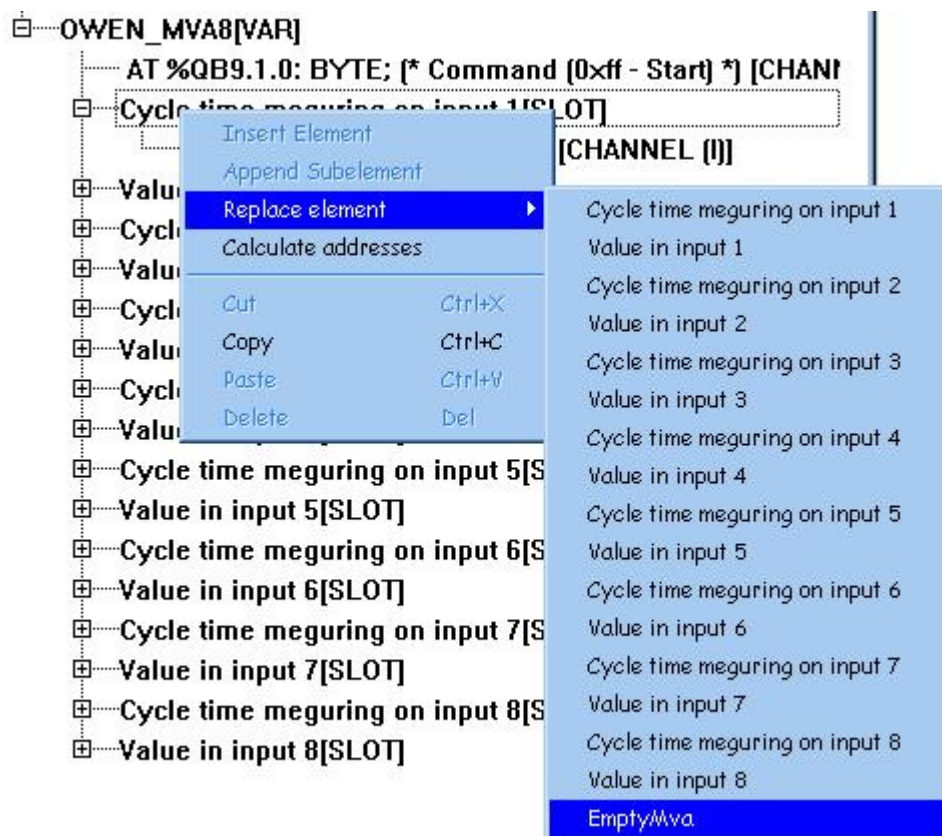 OWEN_MVA8[VAR]
AT %QB9.1.0: BYTE; (* Command (0xff - Start) *) [CHAN
Cycle time meguring on input 1[SLOT]
[CHANNEL (I)]
Valu
Cycl
Valu
Cycl
Valu
Cycl
Valu
Cycle time meguring on input 5[S
Value in input 5[SLOT]
Cycle time meguring on input 6[S
Value in input 6[SLOT]
Cycle time meguring on input 7[S
Value in input 7[SLOT]
Cycle time meguring on input 8[S
Value in input 8[SLOT]
Insert Element
Append Subelement
Replace element
Calculate addresses
Cut Ctrl+X
Copy Ctrl+C
Paste Ctrl+V
Delete Del
Cycle time meguring on input 1
Value in input 1
Cycle time meguring on input 2
Value in input 2
Cycle time meguring on input 3
Value in input 3
Cycle time meguring on input 4
Value in input 4
Cycle time meguring on input 5
Value in input 5
Cycle time meguring on input 6
Value in input 6
Cycle time meguring on input 7
Value in input 7
Cycle time meguring on input 8
Value in input 8
EmptyMva